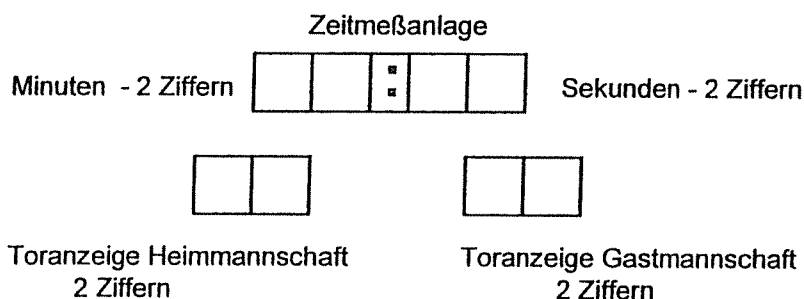 Zeitmeßanlage
Minuten - 2 Ziffern
:
Sekunden - 2 Ziffern
Toranzeige Heimmannschaft
2 Ziffern
Toranzeige Gastmannschaft
2 Ziffern